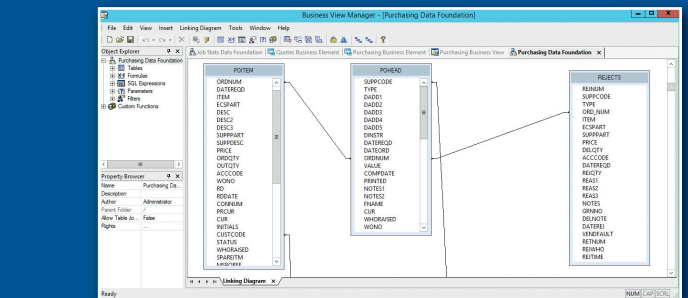 Business View Manager - [Purchasing Data Foundation]
File Edit View Insert Linking Diagram Tools Window Help
Object Explorer
Purchasing Data Foundation
Tables
Formulas
SQL Expressions
Parameters
Filters
Custom Functions
Property Browser
Name Purchasing Da...
Description
Author Administrator
Parent Folder /
Allow Table Jo... False
Rights ...
Job Stats Data Foundation Quotes Business Element Purchasing Business Element Purchasing Business View Purchasing Data Foundation
POITEM
ORDNUM
DATEREQD
ITEM
ECSPART
DESC
DESC2
DESC3
SUPPPART
SUPPDESC
PRICE
ORDQTY
OUTQTY
ACCCODE
WONO
RD
RDDATE
CONNUM
PRCUR
CUR
INITIALS
CUSTCODE
STATUS
WHORAISED
SPAREITM
POHEAD
SUPPCODE
TYPE
DADD1
DADD2
DADD3
DADD4
DADD5
DINSTR
DATEREQD
DATEORD
ORDNUM
VALUE
COMPDATE
PRINTED
NOTES1
NOTES2
FNAME
CUR
WHORAISED
WONO
REJECTS
REJNUM
SUPPCODE
TYPE
ORD_NUM
ITEM
ECSPART
SUPPPART
PRICE
DELQTY
ACCCODE
DATEREQD
REJQTY
REAS1
REAS2
REAS3
NOTES
GRNNO
DELNOTE
DATEREJ
VENDFAULT
RETNUM
REJWHO
REJTIME
Linking Diagram
Ready
NUM CAP SCRL